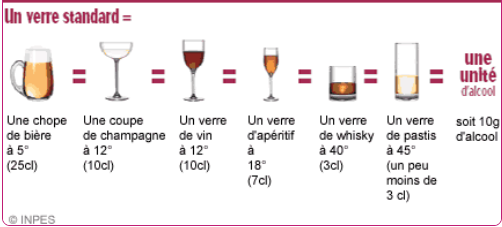 Un verre standard =
= = = = = = une
unité
d'alcool
Une chope
de bière
à 5°
(25cl)
Une coupe
de champagne
à 12°
(10cl)
Un verre
de vin
à 12°
(10cl)
Un verre
d'apéritif
à
18°
(7cl)
Un verre
de whisky
à 40°
(3cl)
Un verre
de pastis
à 45°
(un peu
moins de
3 cl)
soit 10g
d'alcool
© INPES